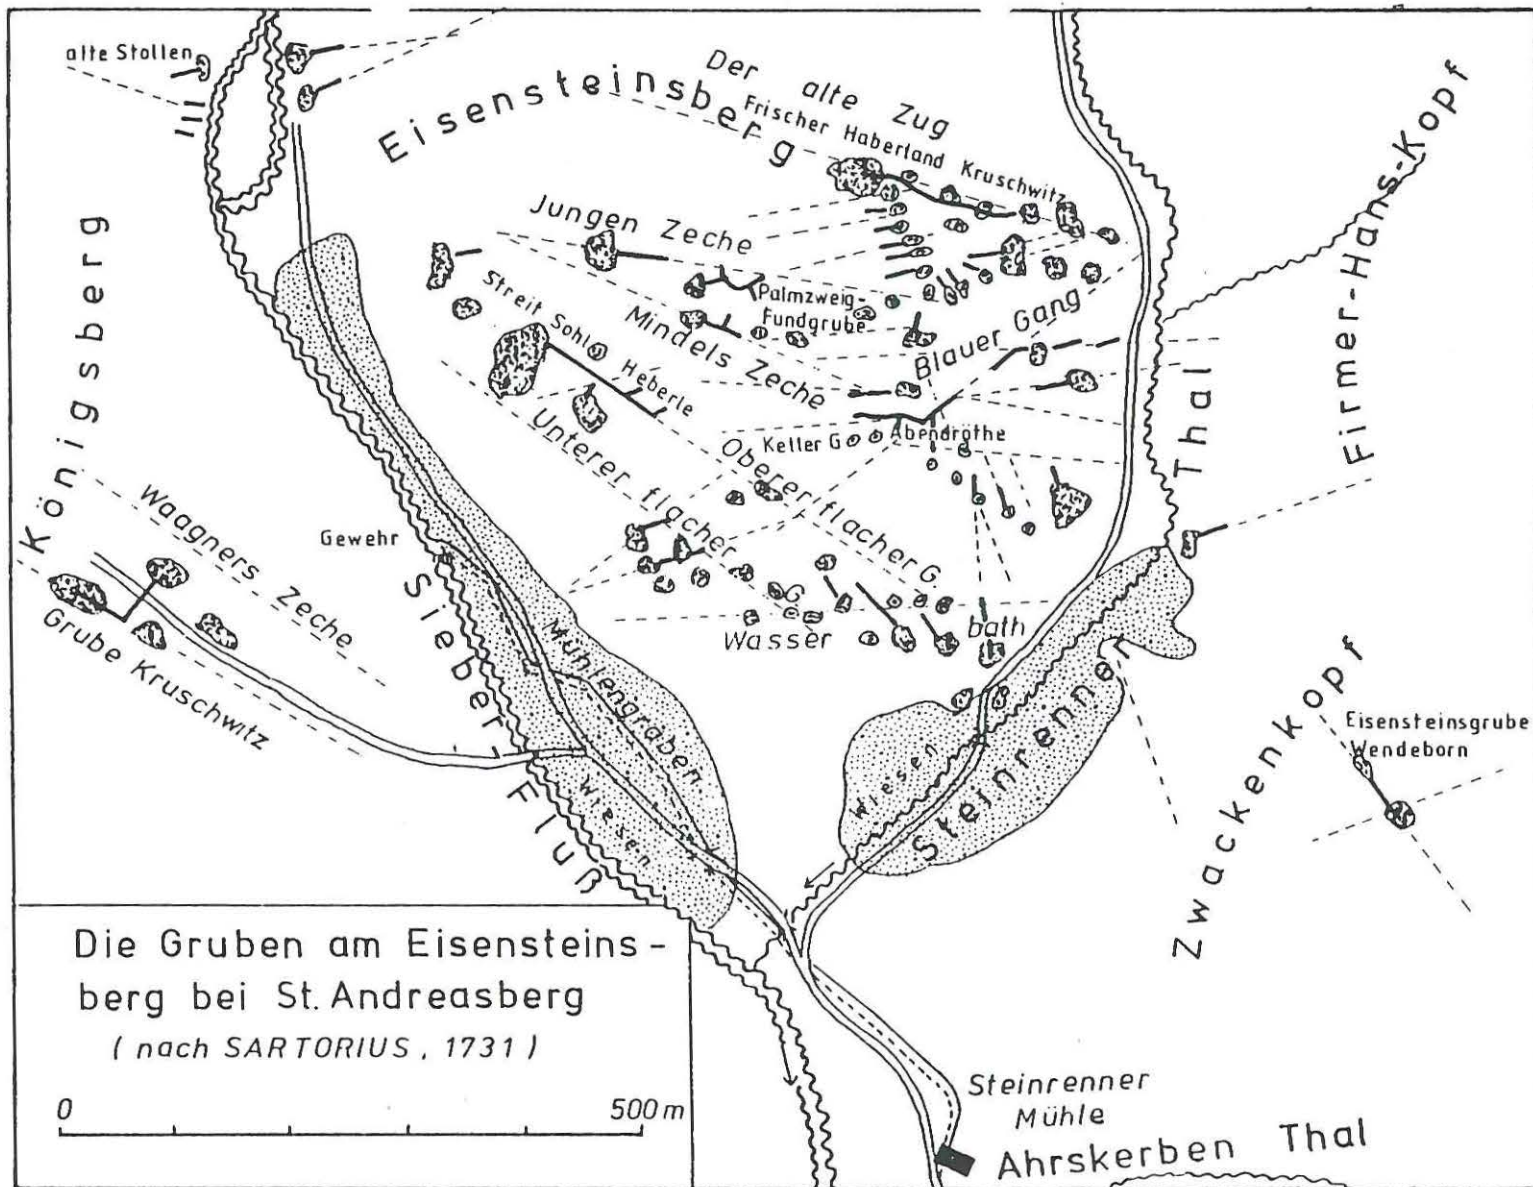 alte Stollen
Eisensteinsberg
Der alte Zug
Frischer Haberland Kruschwitz
Firmer-Hans-Kopf
Königsberg
Jungen Zeche
Streit Sohl
Heberle
Palmzweig-
Fundgrube
Mindels Zeche
Blauer Gang
Keller G
Abendröthe
Unterer flacher G
Oberer flacher G.
Thal
Waagners Zeche
Gewehr
Grube Kruschwitz
Sieber-Fluß
Mühlengraben
Wiesen
Wasser
bath
Wiesen
Steinrenner
Zwackenkopf
Eisensteinsgrube
Wendeborn
Die Gruben am Eisensteins-
berg bei St. Andreasberg
(nach SARTORIUS, 1731)
0 500 m
Steinrenner
Mühle
Ahrskerben Thal